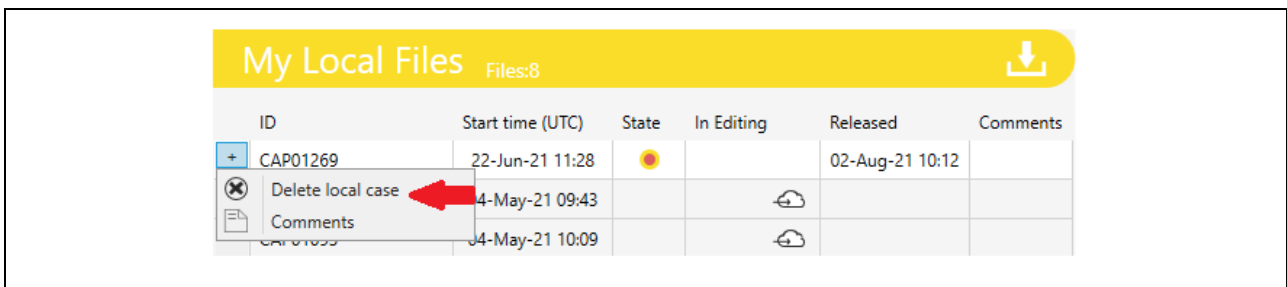 My Local Files Files:8
ID Start time (UTC) State In Editing Released Comments
+ CAP01269 22-Jun-21 11:28 02-Aug-21 10:12
Delete local case 04-May-21 09:43
Comments
04-May-21 10:09